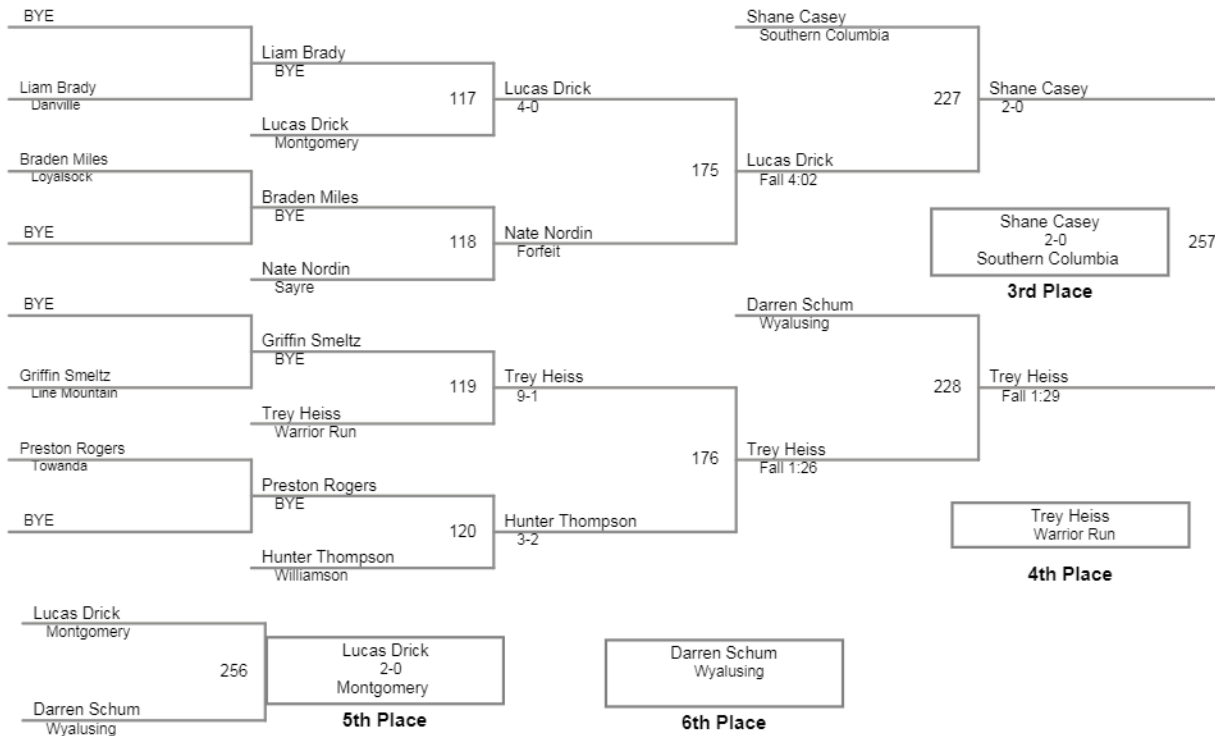 BYE
Liam Brady
Danville
Braden Miles
Loyalsock
BYE
BYE
Griffin Smeltz
Line Mountain
Preston Rogers
Towanda
BYE
Liam Brady
BYE
117
Lucas Drick
Montgomery
Braden Miles
BYE
118
Nate Nordin
Sayre
Griffin Smeltz
BYE
119
Trey Heiss
Warrior Run
Preston Rogers
BYE
120
Hunter Thompson
Williamson
Lucas Drick
4-0
175
Nate Nordin
Forfeit
Trey Heiss
9-1
176
Hunter Thompson
3-2
Shane Casey
Southern Columbia
227
Lucas Drick
Fall 4:02
Darren Schum
Wyalusing
228
Trey Heiss
Fall 1:26
Shane Casey
2-0
Shane Casey
2-0
Southern Columbia
257
3rd Place
Trey Heiss
Fall 1:29
Trey Heiss
Warrior Run
4th Place
Lucas Drick
Montgomery
256
Darren Schum
Wyalusing
Lucas Drick
2-0
Montgomery
5th Place
Darren Schum
Wyalusing
6th Place